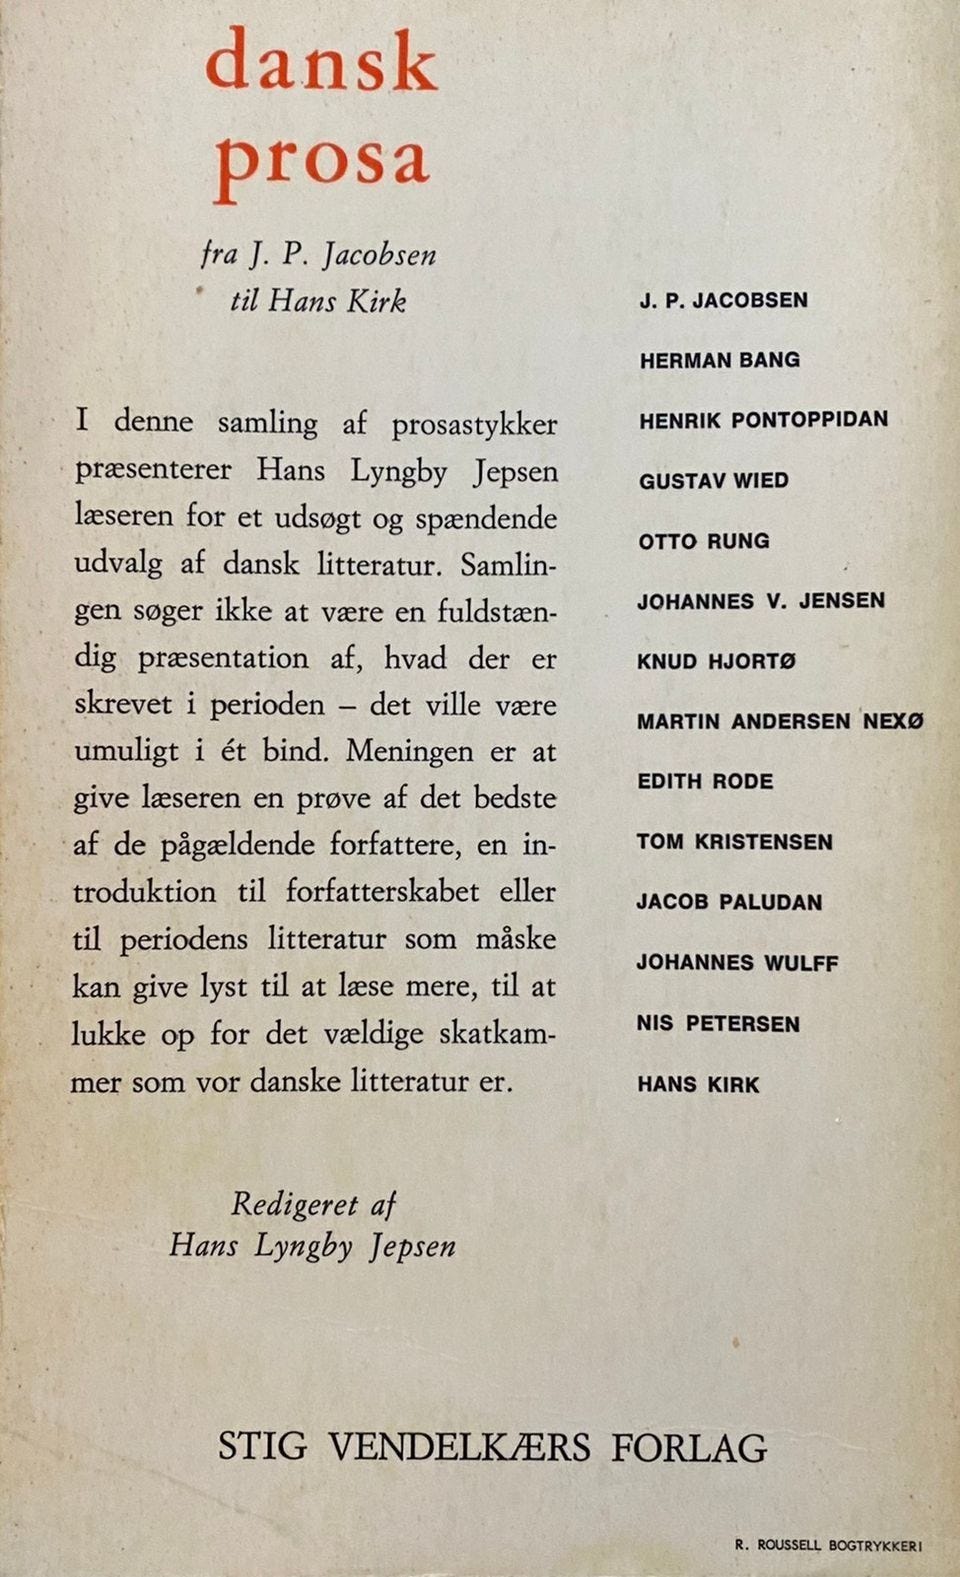 dansk
prosa
fra J. P. Jacobsen
til Hans Kirk
I denne samling af prosastykker
præsenterer Hans Lyngby Jepsen
læseren for et udsøgt og spændende
udvalg af dansk litteratur. Samlin-
gen søger ikke at være en fuldstæn-
dig præsentation af, hvad der er
skrevet i perioden – det ville være
umuligt i ét bind. Meningen er at
give læseren en prøve af det bedste
af de pågældende forfattere, en in-
troduktion til forfatterskabet eller
til periodens litteratur som måske
kan give lyst til at læse mere, til at
lukke op for det vældige skatkam-
mer som vor danske litteratur er.
Redigeret af
Hans Lyngby Jepsen
J. P. JACOBSEN
HERMAN BANG
HENRIK PONTOPPIDAN
GUSTAV WIED
OTTO RUNG
JOHANNES V. JENSEN
KNUD HJORTØ
MARTIN ANDERSEN NEXØ
EDITH RODE
TOM KRISTENSEN
JACOB PALUDAN
JOHANNES WULFF
NIS PETERSEN
HANS KIRK
STIG VENDELKÆRS FORLAG
R. ROUSSELL BOGTRYKKERI